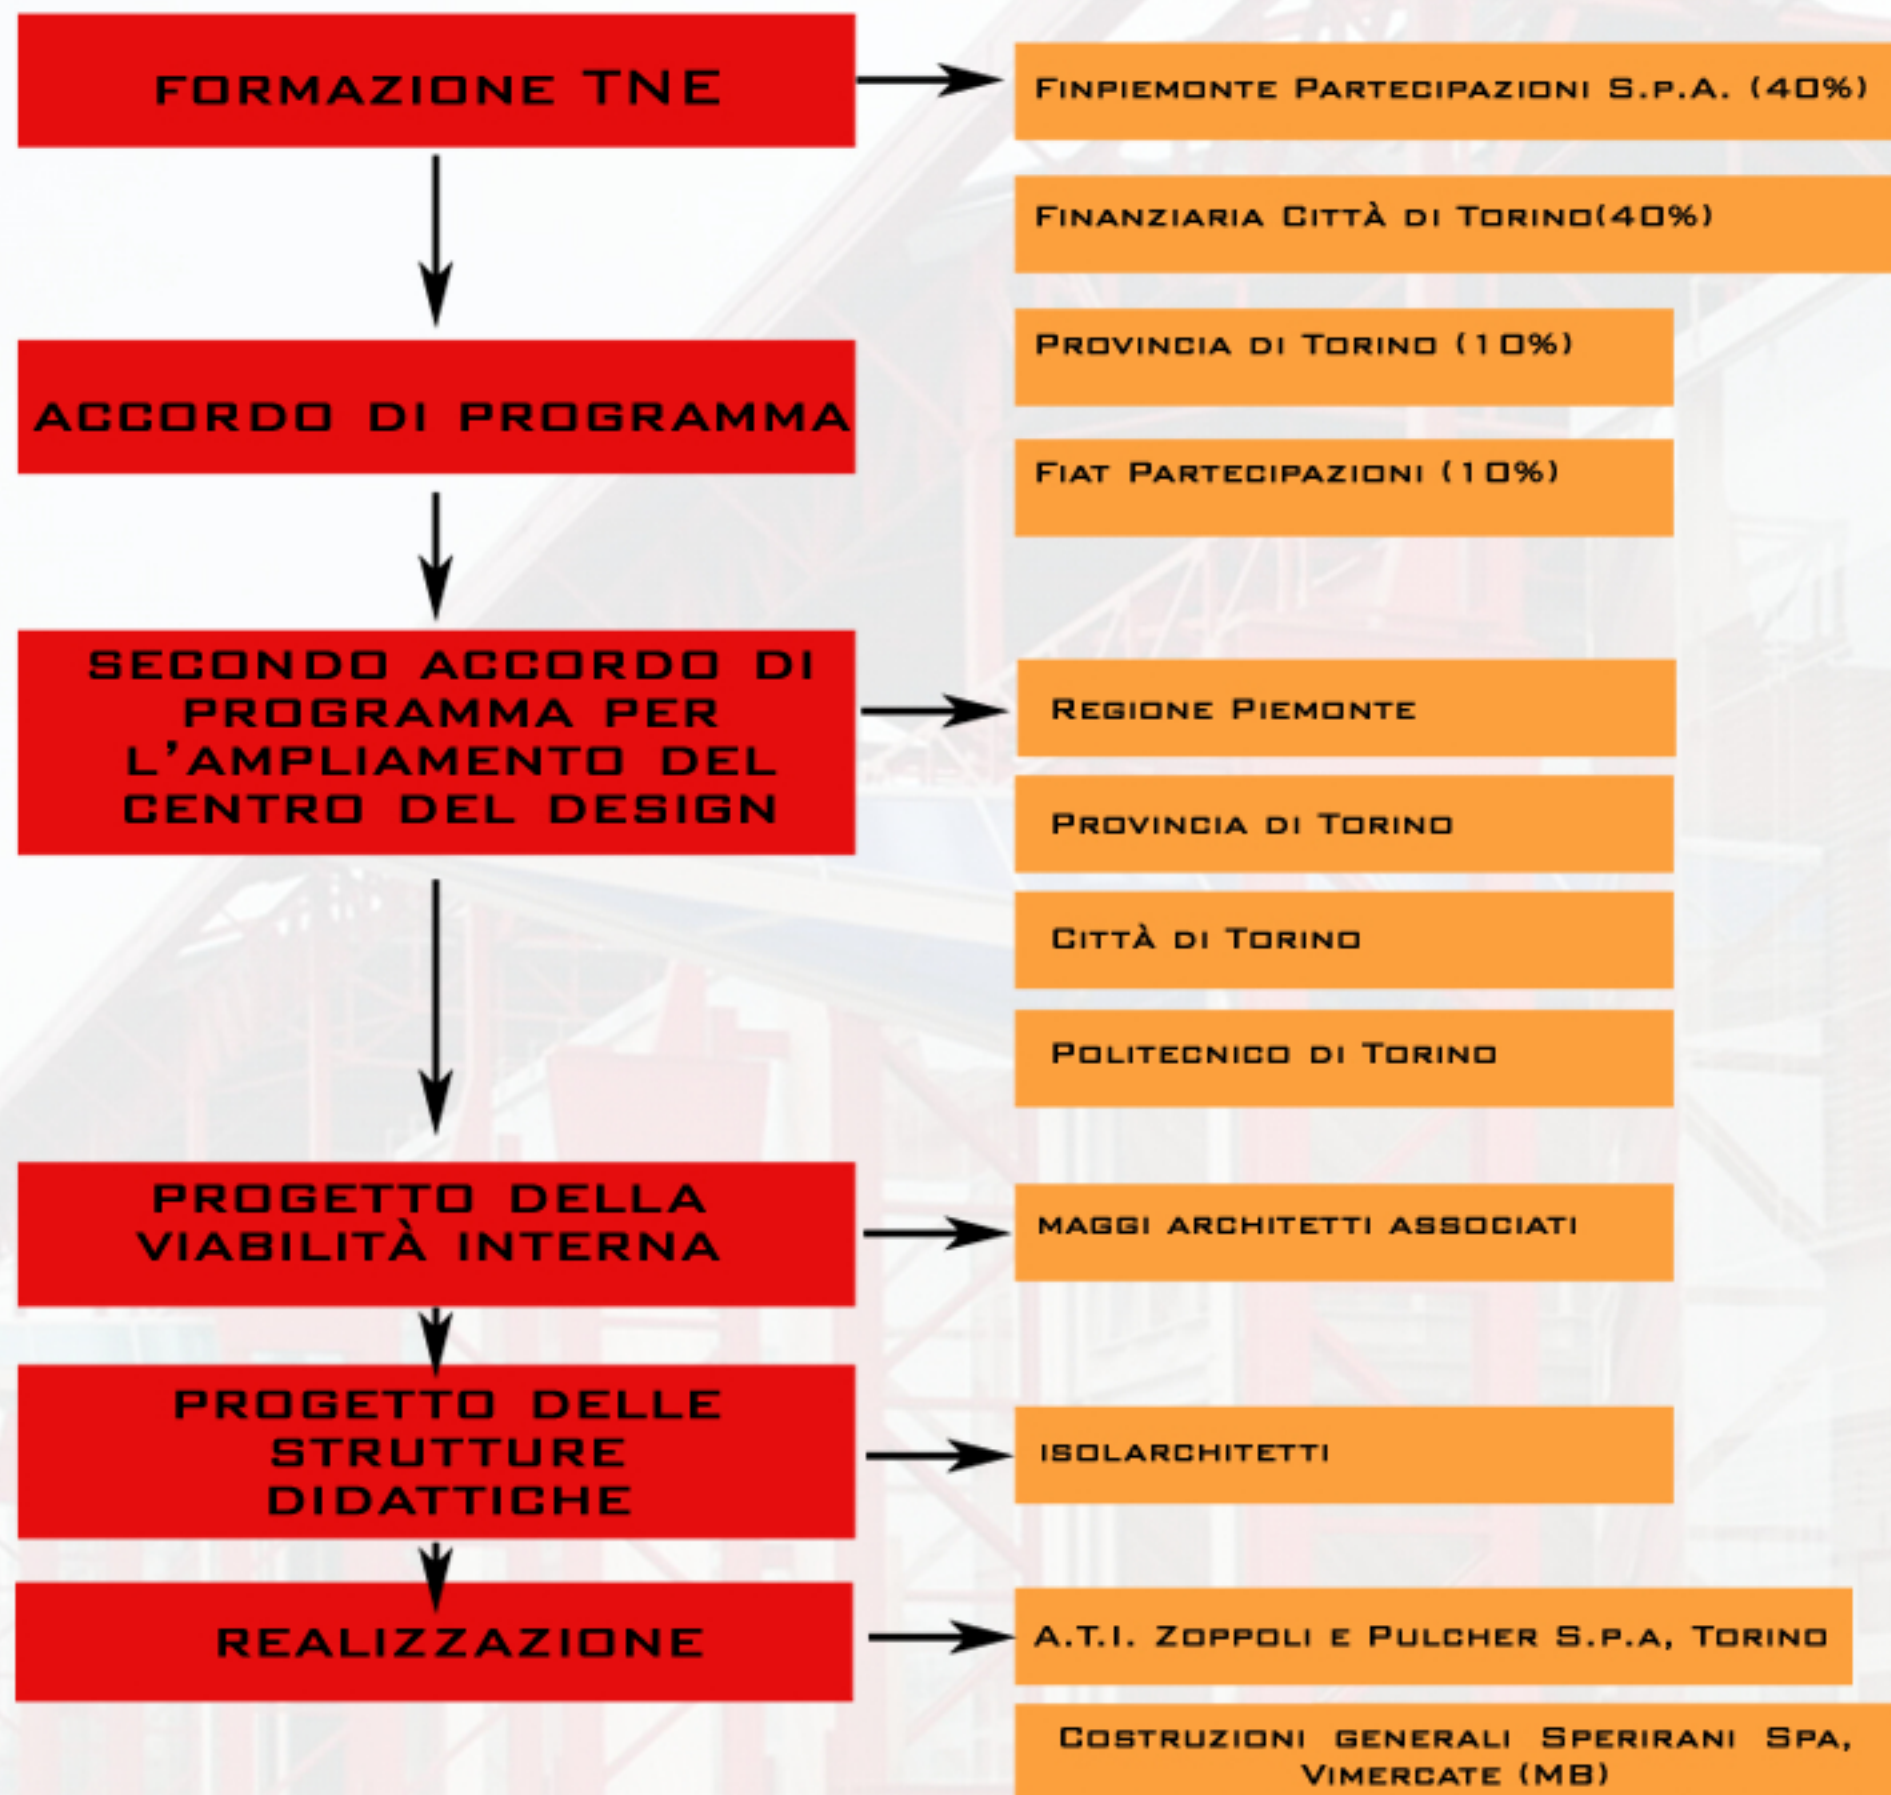 FORMAZIONE TNE
FINPIEMONTE PARTECIPAZIONI S.P.A. (40%)
FINANZIARIA CITTÀ DI TORINO(40%)
PROVINCIA DI TORINO (10%)
FIAT PARTECIPAZIONI (10%)
ACCORDO DI PROGRAMMA
SECONDO ACCORDO DI
PROGRAMMA PER
L'AMPLIAMENTO DEL
CENTRO DEL DESIGN
REGIONE PIEMONTE
PROVINCIA DI TORINO
CITTÀ DI TORINO
POLITECNICO DI TORINO
PROGETTO DELLA
VIABILITÀ INTERNA
MAGGI ARCHITETTI ASSOCIATI
PROGETTO DELLE
STRUTTURE
DIDATTICHE
ISOLARCHITETTI
REALIZZAZIONE
A.T.I. ZOPPOLI E PULCHER S.P.A, TORINO
COSTRUZIONI GENERALI SPERIRANI SPA,
VIMERCATE (MB)